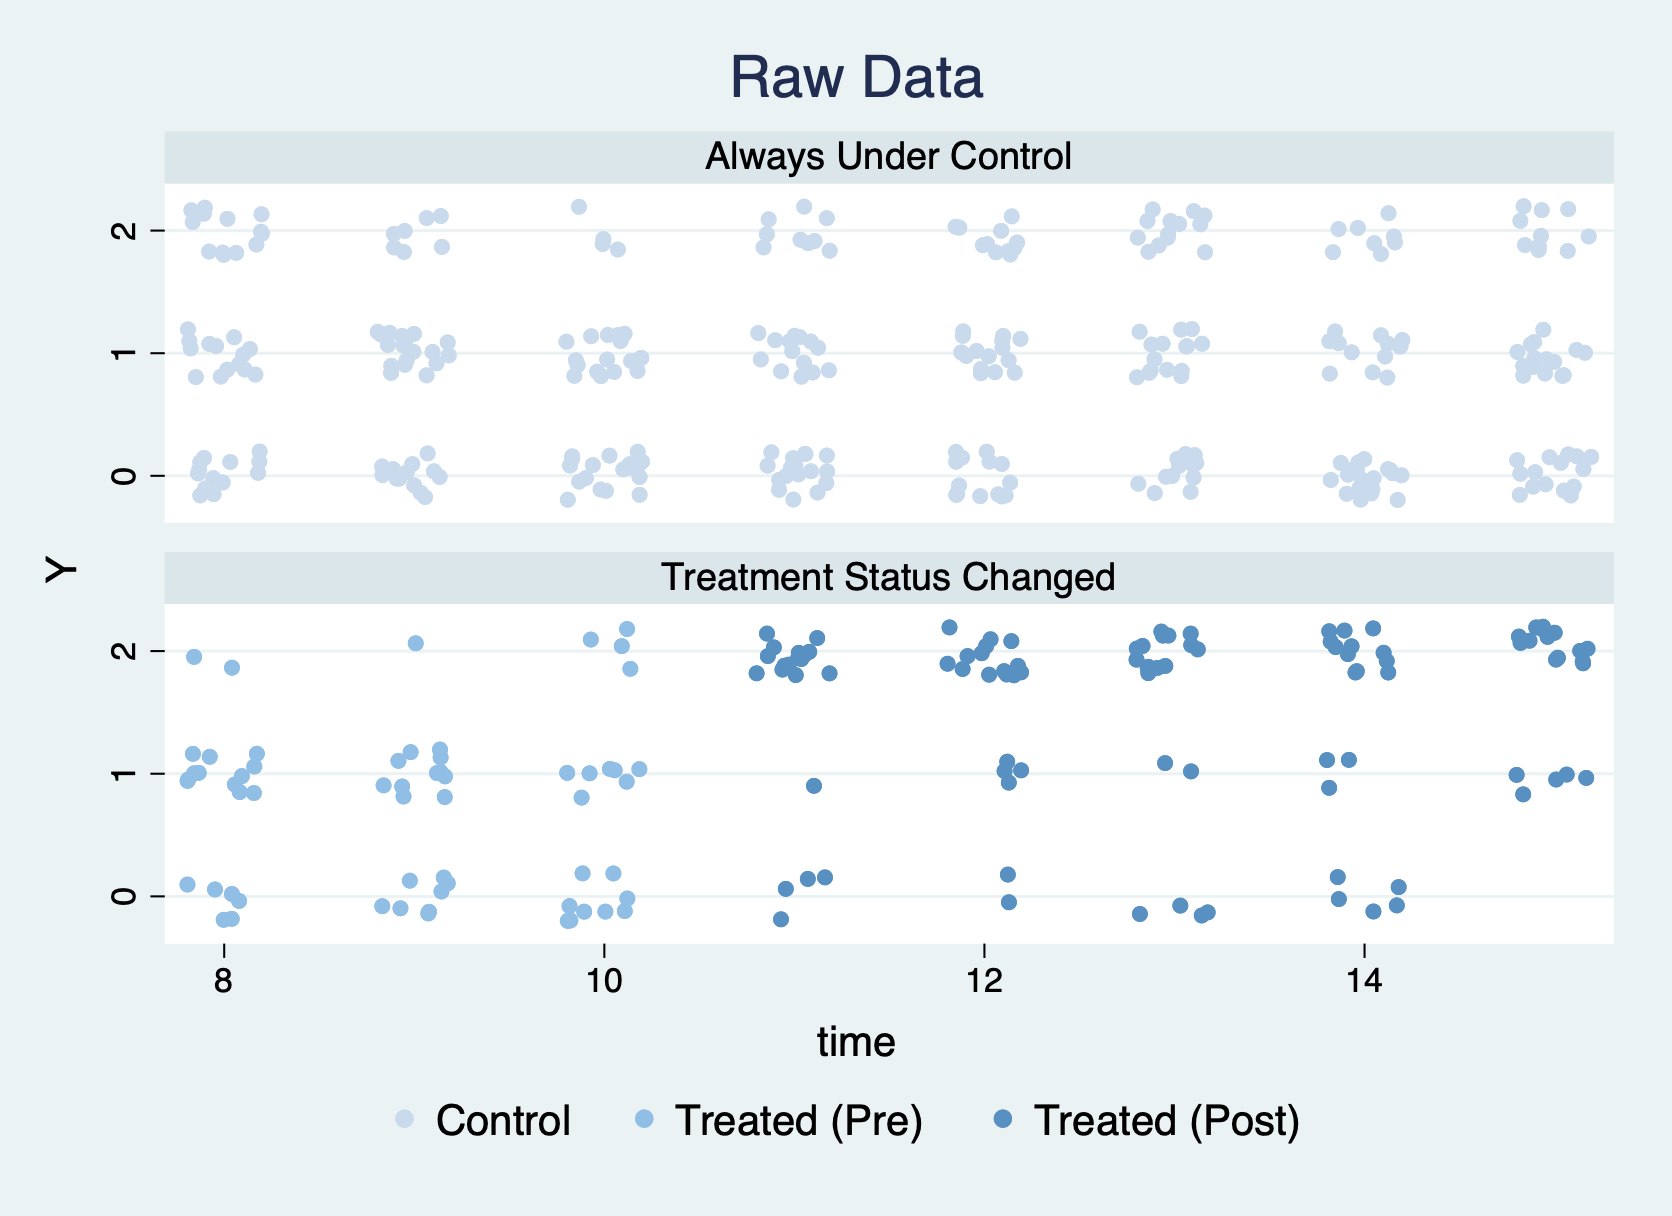 Raw Data
Always Under Control
2
1
0
Y
Treatment Status Changed
2
1
0
8 10 12 14
time
Control Treated (Pre) Treated (Post)